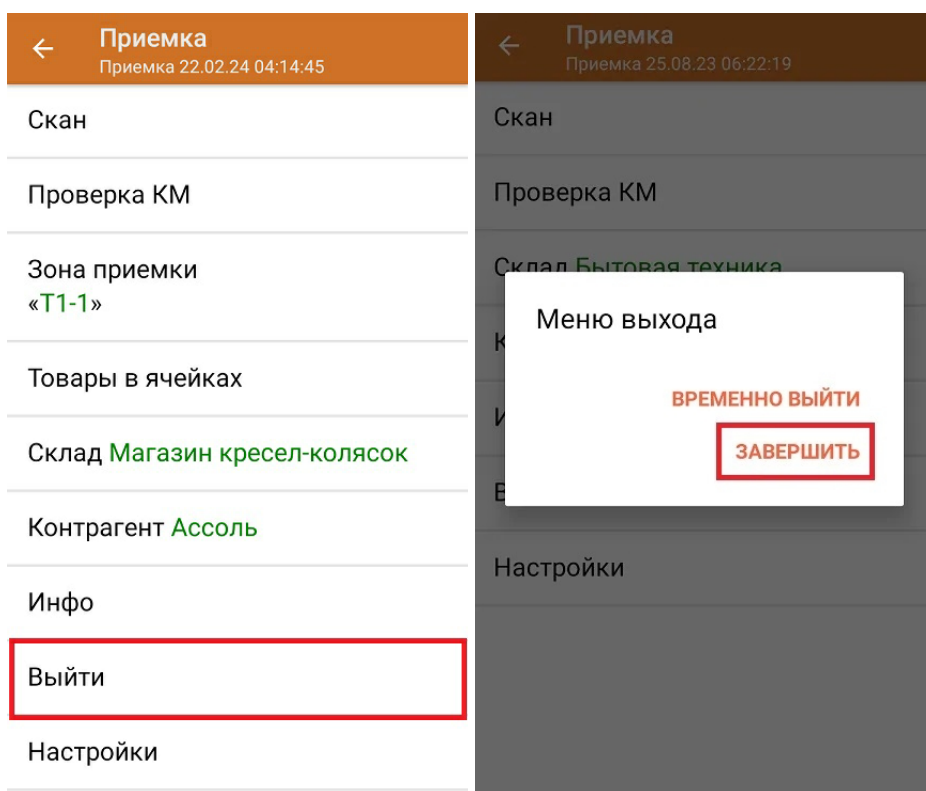 Приемка
Приемка 22.02.24 04:14:45
Скан
Проверка КМ
Зона приемки
«Т1-1»
Товары в ячейках
Склад Магазин кресел-колясок
Контрагент Ассоль
Инфо
Выйти
Настройки
Приемка
Приемка 25.08.23 06:22:19
Скан
Проверка КМ
Склад Бытовая техника
Меню выхода
ВРЕМЕННО ВЫЙТИ
ЗАВЕРШИТЬ
Настройки